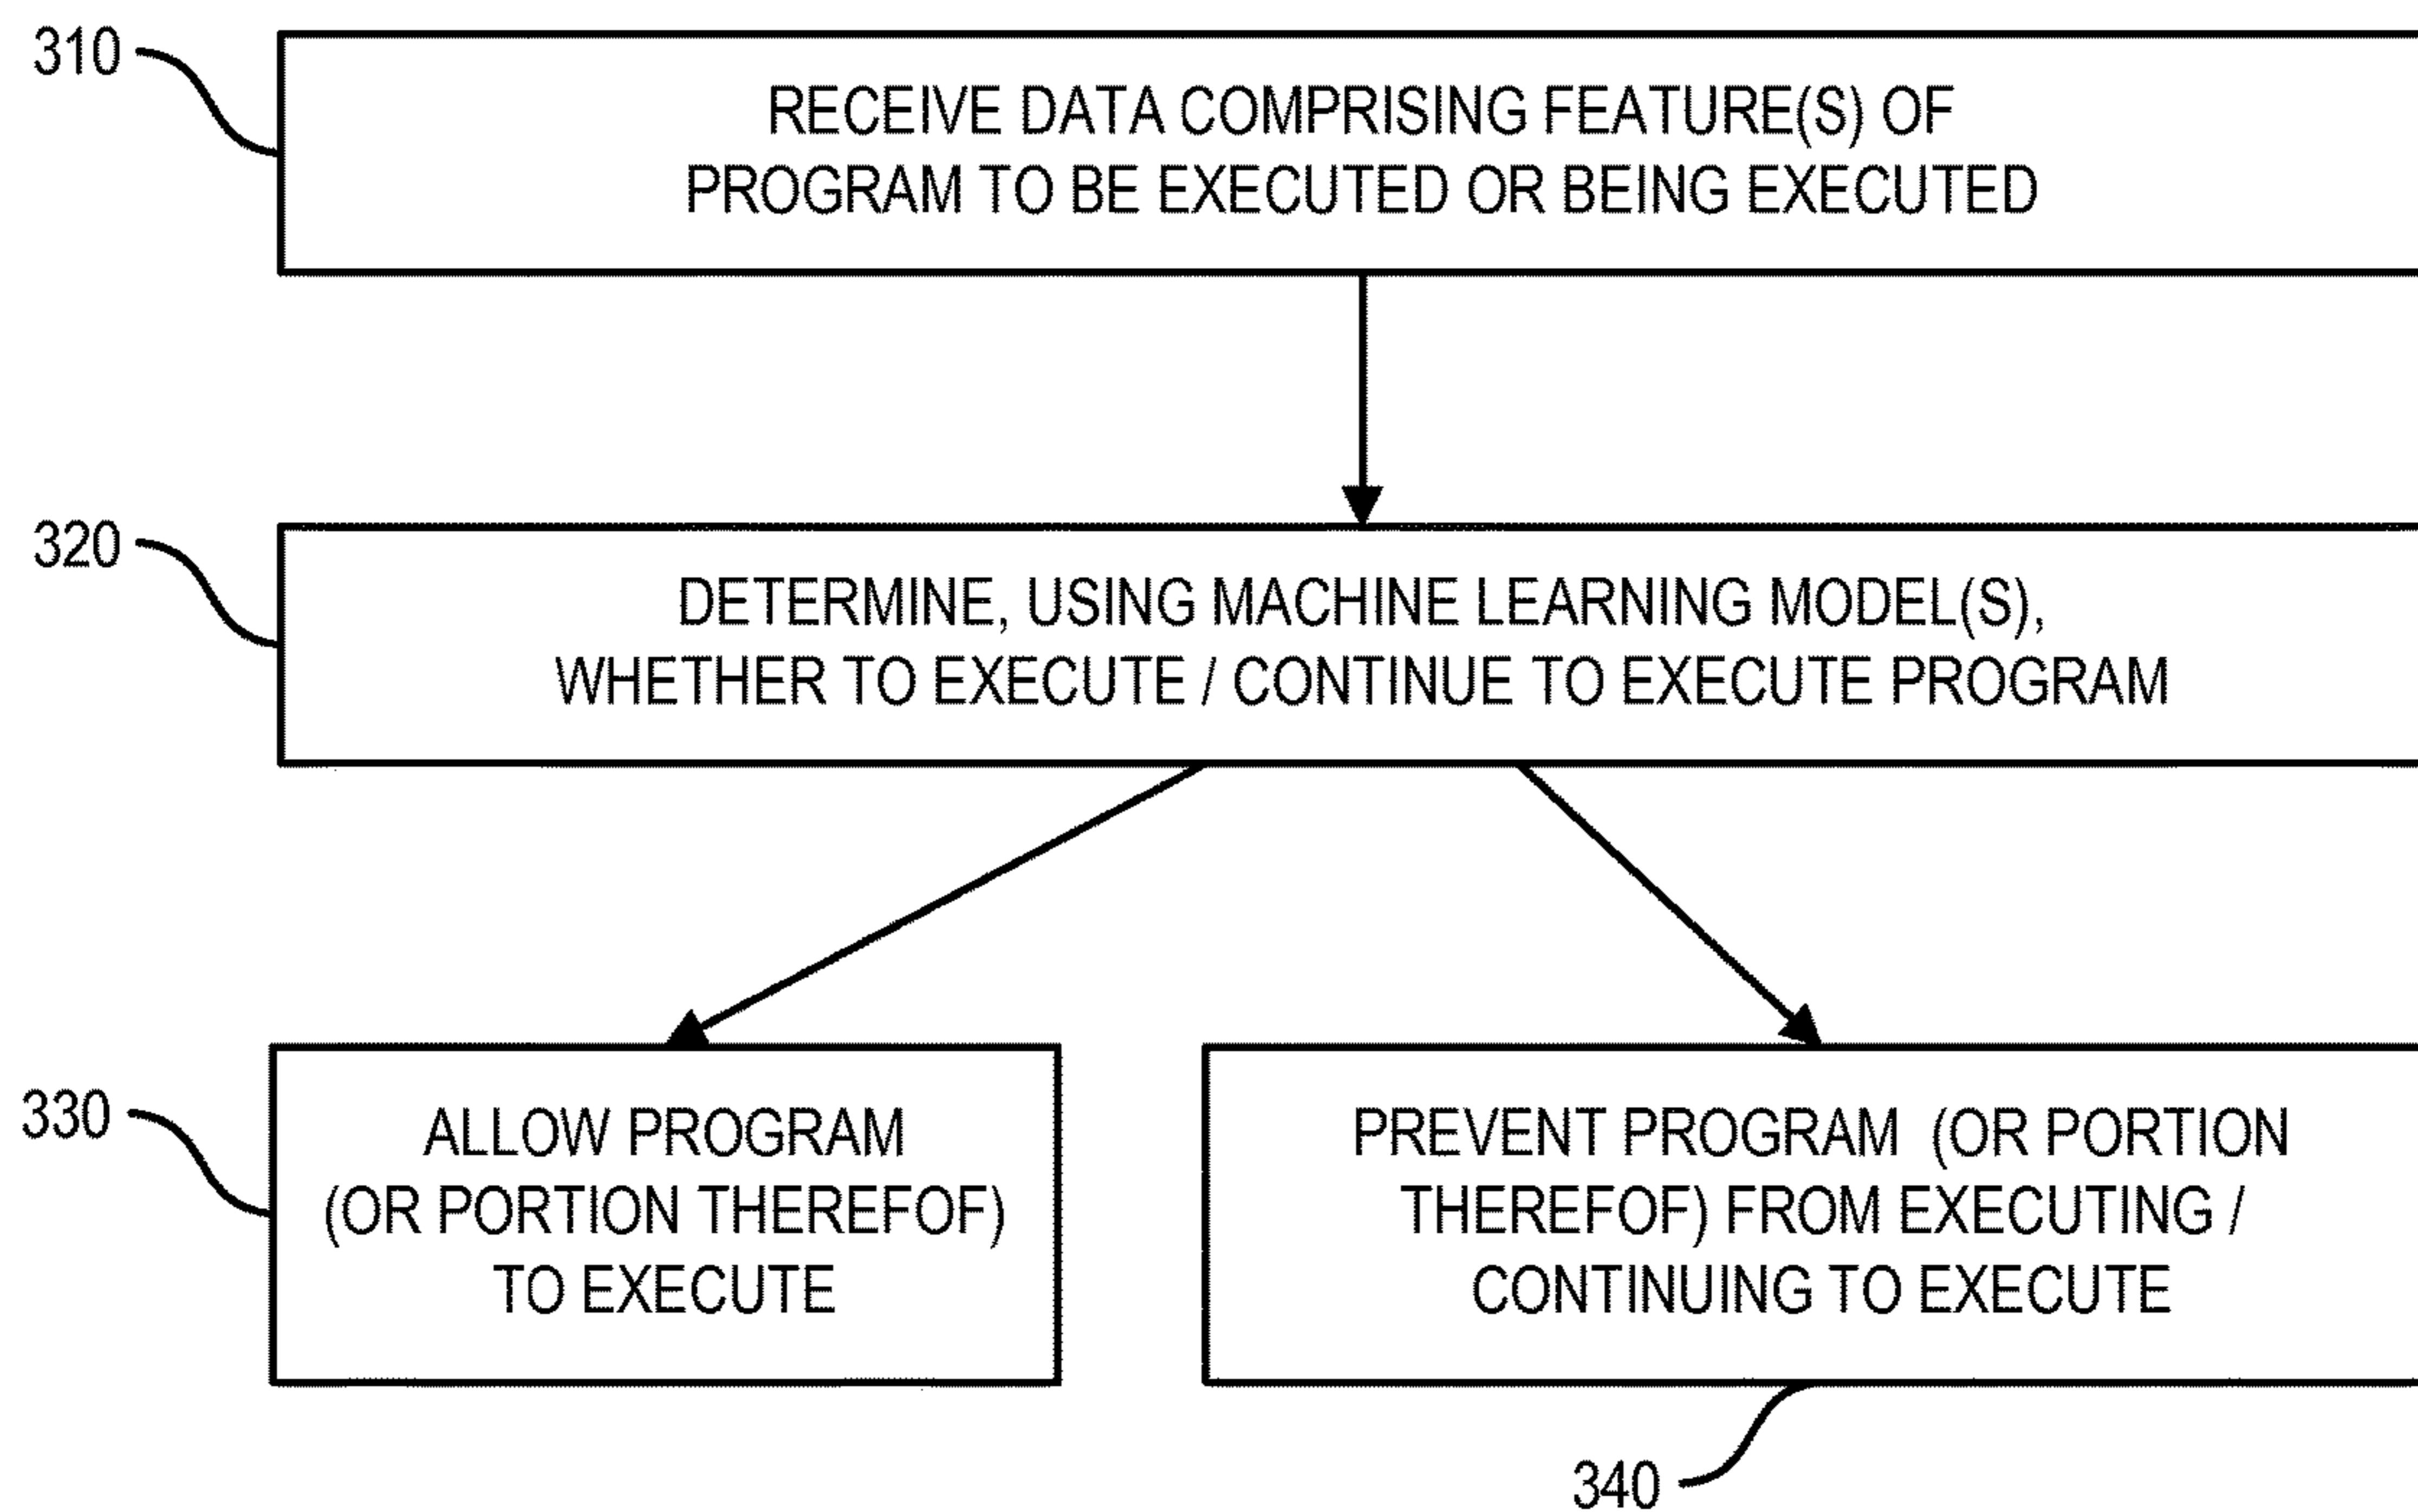 310
RECEIVE DATA COMPRISING FEATURE(S) OF
PROGRAM TO BE EXECUTED OR BEING EXECUTED
320
DETERMINE, USING MACHINE LEARNING MODEL(S),
WHETHER TO EXECUTE / CONTINUE TO EXECUTE PROGRAM
330
ALLOW PROGRAM
(OR PORTION THEREFOF)
TO EXECUTE
PREVENT PROGRAM (OR PORTION
THEREFOF) FROM EXECUTING /
CONTINUING TO EXECUTE
340